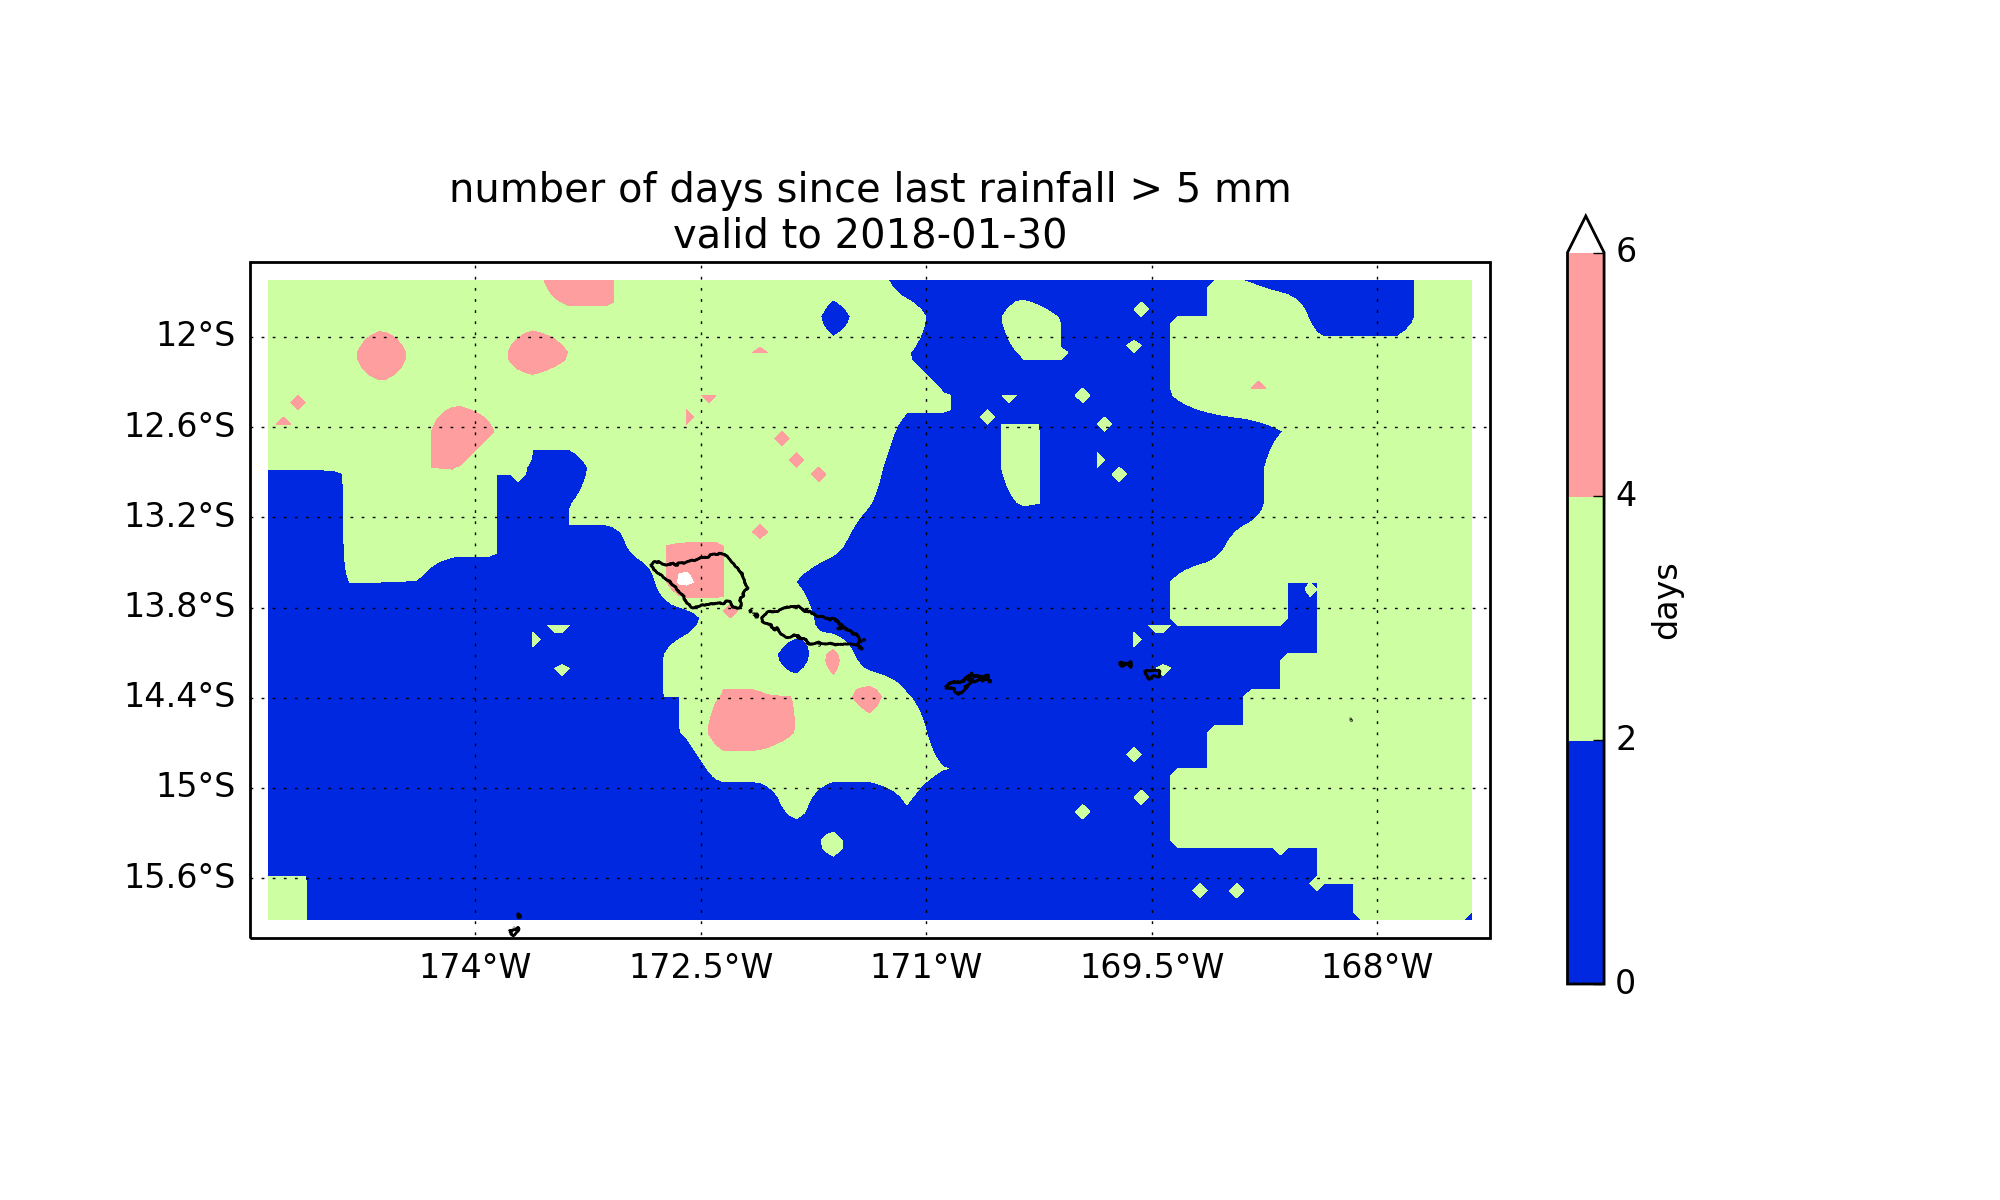 number of days since last rainfall > 5 mm
valid to 2018-01-30
12°S
12.6°S
13.2°S
13.8°S
14.4°S
15°S
15.6°S
174°W
172.5°W
171°W
169.5°W
168°W
6
4
2
0
days